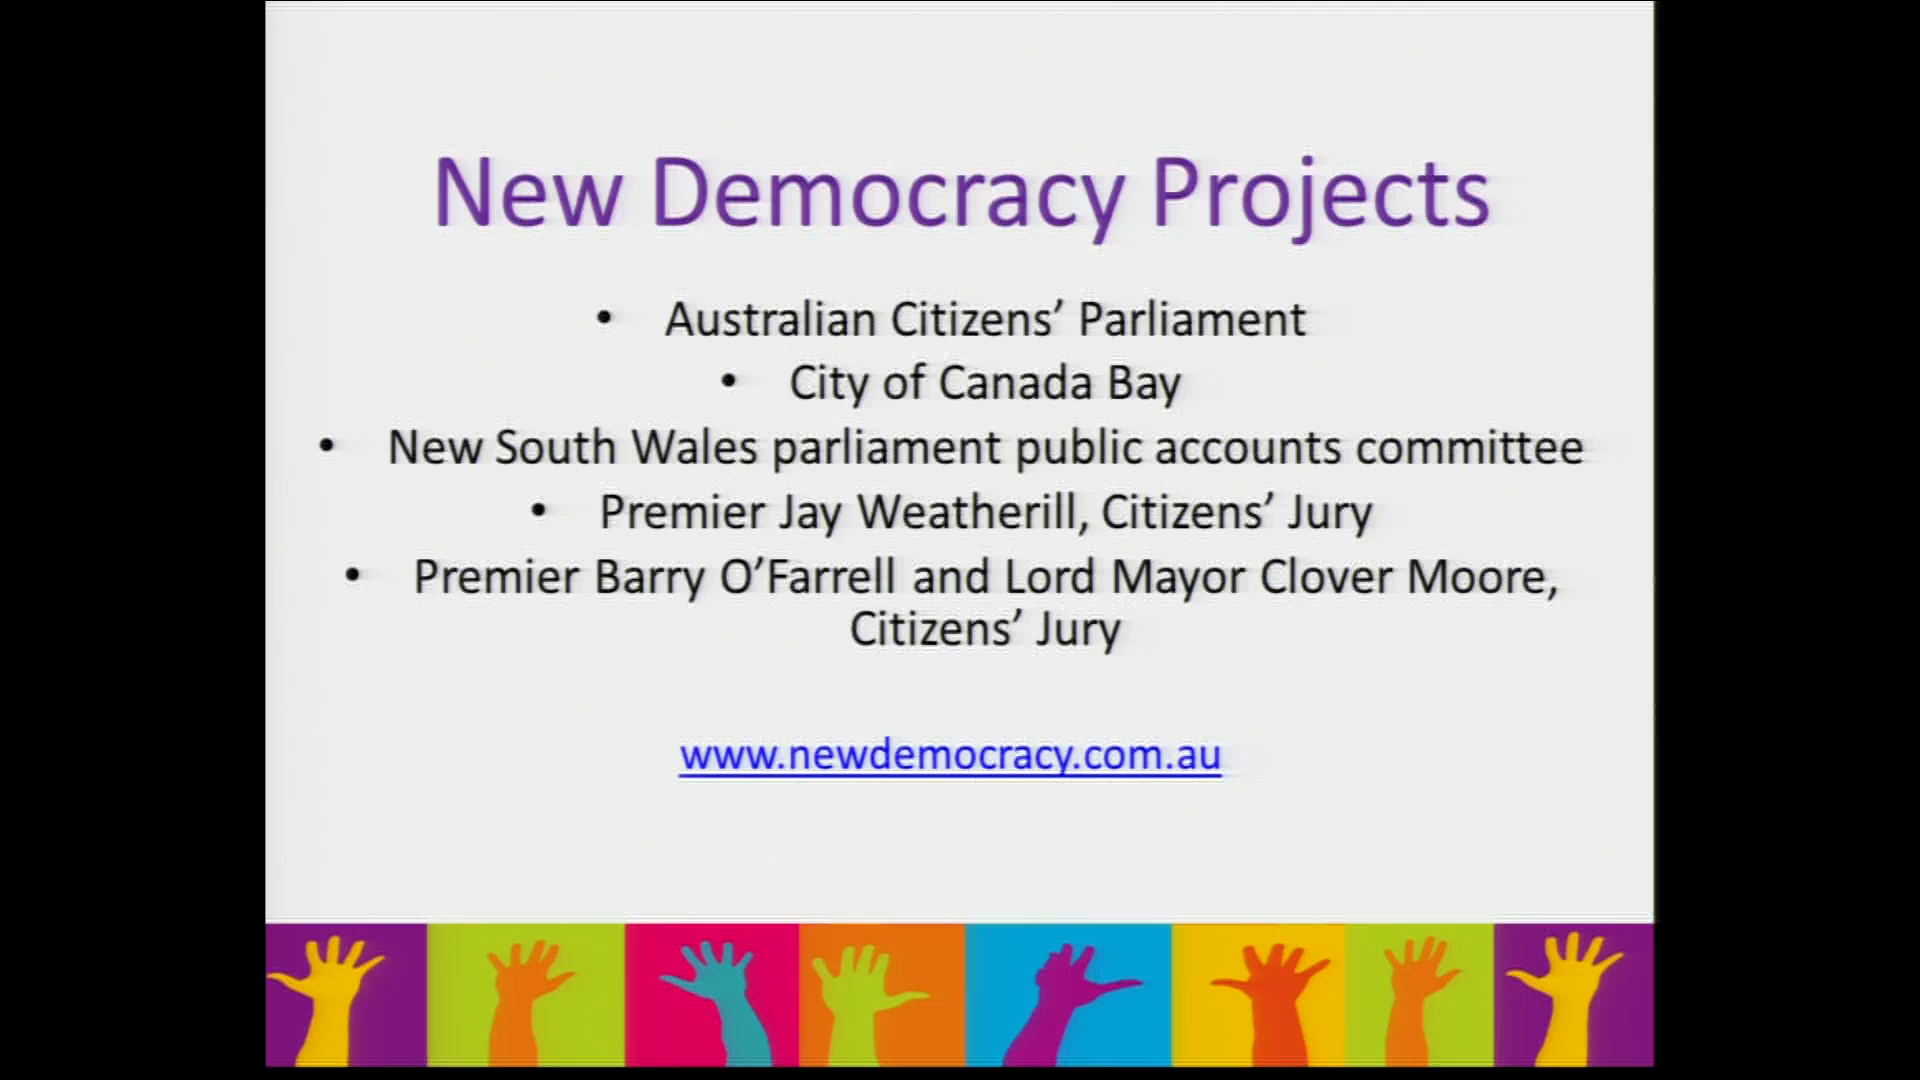 New Democracy Projects
• Australian Citizens’ Parliament
• City of Canada Bay
• New South Wales parliament public accounts committee
• Premier Jay Weatherill, Citizens’ Jury
• Premier Barry O’Farrell and Lord Mayor Clover Moore,
Citizens’ Jury
www.newdemocracy.com.au